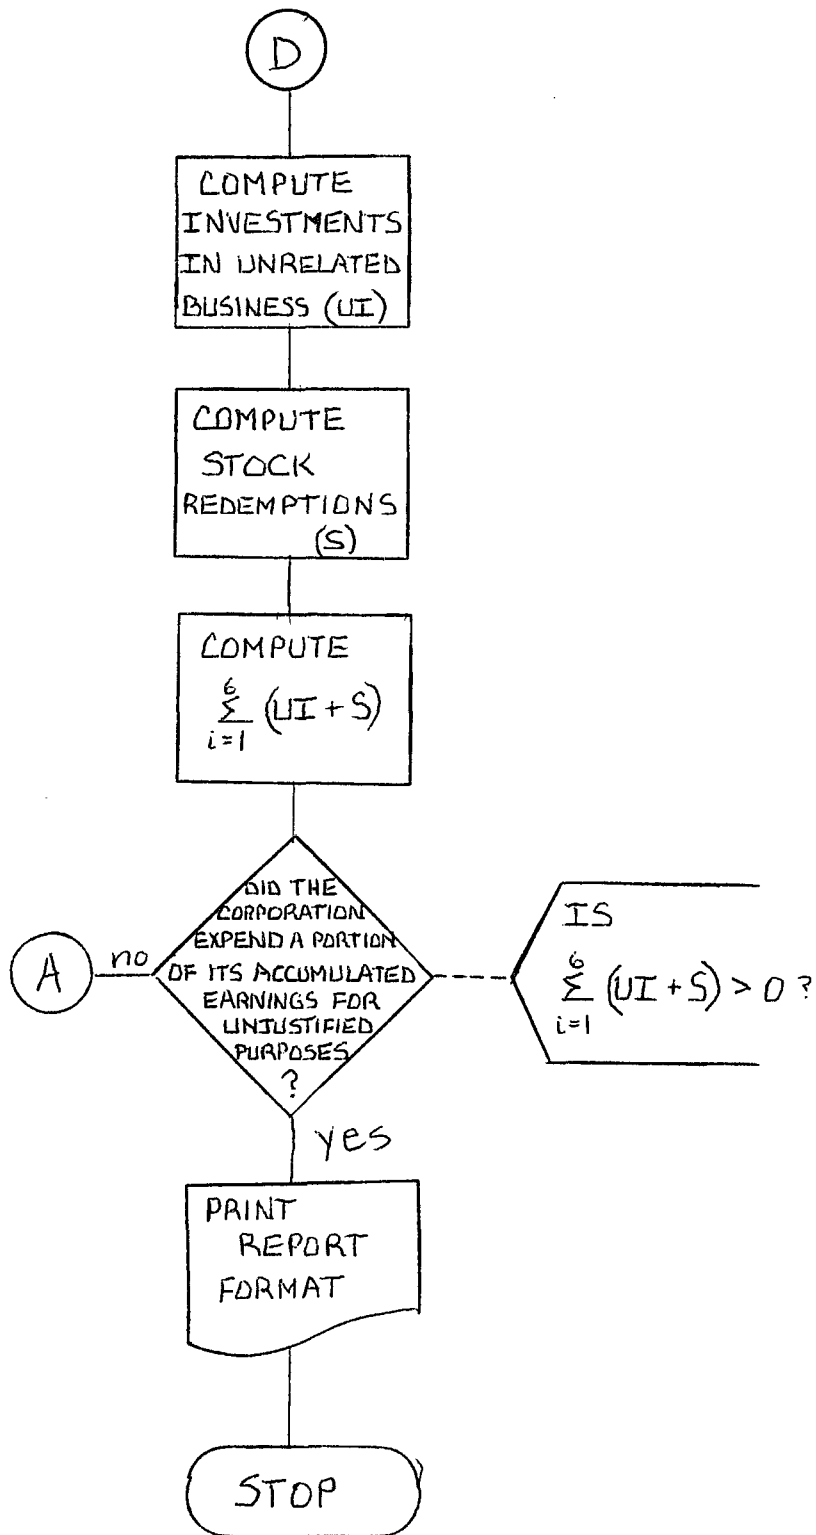 D
COMPUTE
INVESTMENTS
IN UNRELATED
BUSINESS (UI)
COMPUTE
STOCK
REDEMPTIONS
(S)
COMPUTE
6
∑ (UI + S)
i=1
DID THE
CORPORATION
EXPEND A PORTION
OF ITS ACCUMULATED
EARNINGS FOR
UNJUSTIFIED
PURPOSES
?
A
no
IS
6
∑ (UI + S) > 0 ?
i=1
yes
PRINT
REPORT
FORMAT
STOP